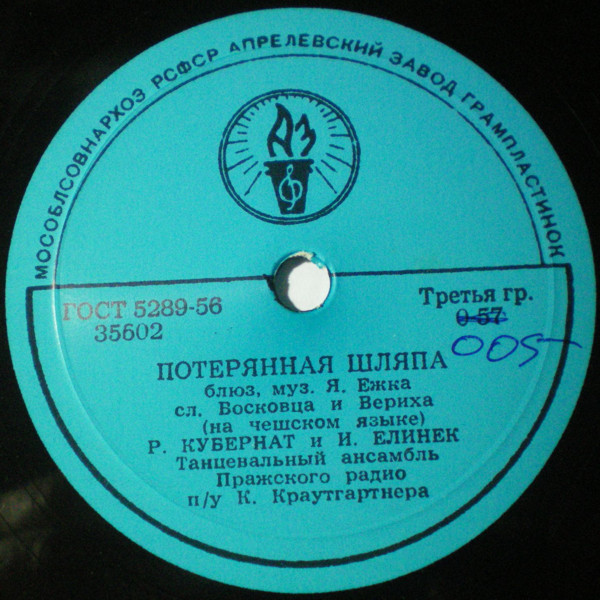 МОСОБЛСОВНАРХОЗ РСФСР АПРЕЛЕВСКИЙ ЗАВОД ГРАМПЛАСТИНОК
АЗ
ГОСТ 5289-56
35602
Третья гр.
0-57
005-
ПОТЕРЯННАЯ ШЛЯПА
блюз, муз. Я. Ежка
сл. Босковца и Вериха
(на чешском языке)
Р. КУБЕРНАТ и И. ЕЛИНЕК
Танцевальный ансамбль
Пражского радио
п/у К. Краутгартнера